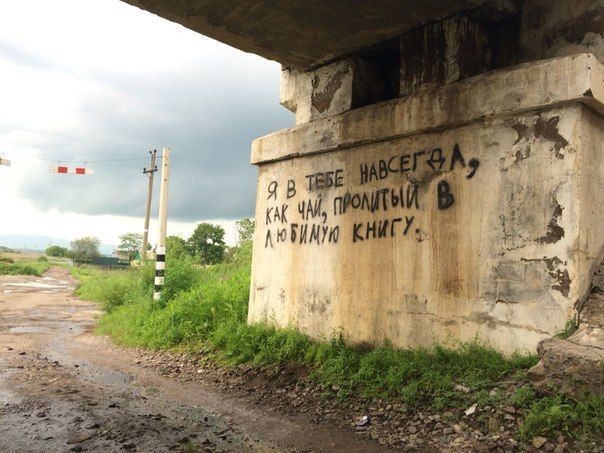 Я В ТЕБЕ НАВСЕГДА,
КАК ЧАЙ, ПРОЛИТЫЙ В
ЛЮБИМУЮ КНИГУ.